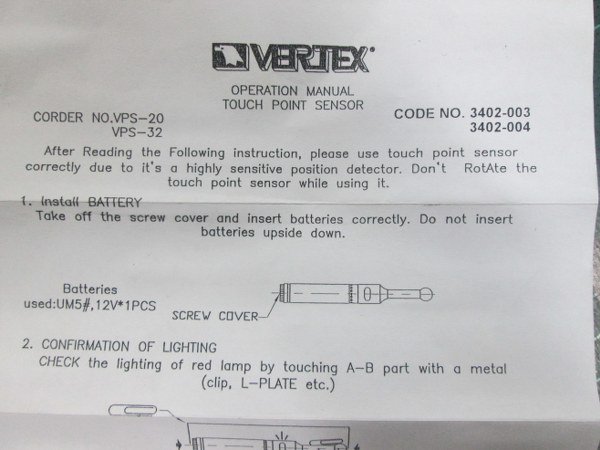 VERTEX
OPERATION MANUAL
TOUCH POINT SENSOR
CORDER NO.VPS-20
VPS-32
CODE NO. 3402-003
3402-004
After Reading the Following instruction, please use touch point sensor
correctly due to it's a highly sensitive position detector. Don't RotAte the
touch point sensor while using it.
1. Install BATTERY
Take off the screw cover and insert batteries correctly. Do not insert
batteries upside down.
Batteries
used:UM5#,12V*1PCS
SCREW COVER
2. CONFIRMATION OF LIGHTING
CHECK the lighting of red lamp by touching A-B part with a metal
(clip, L-PLATE etc.)